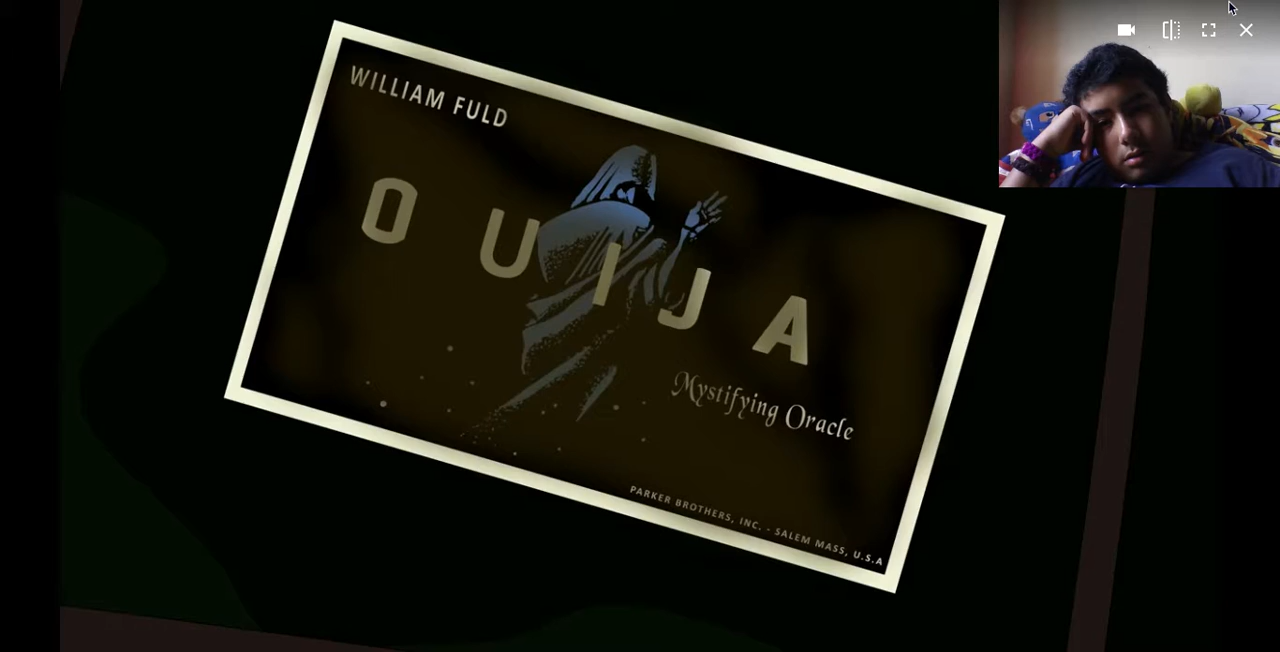 WILLIAM FULD
OUIJA
Mystifying Oracle
PARKER BROTHERS, INC. - SALEM MASS, U.S.A